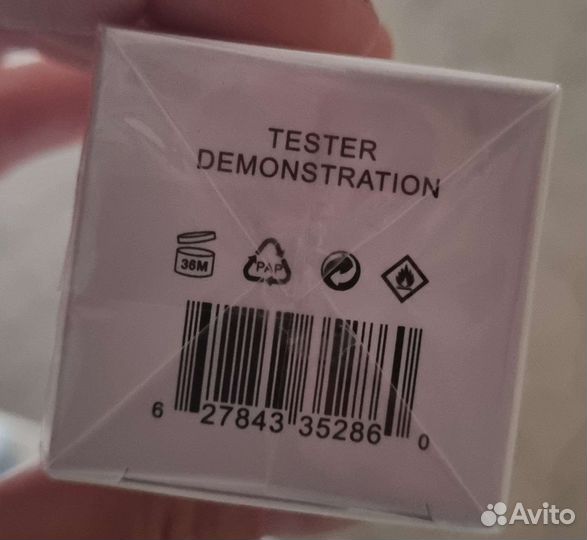 TESTER
DEMONSTRATION
36M
PAP
6 27843 35286 0
Avito